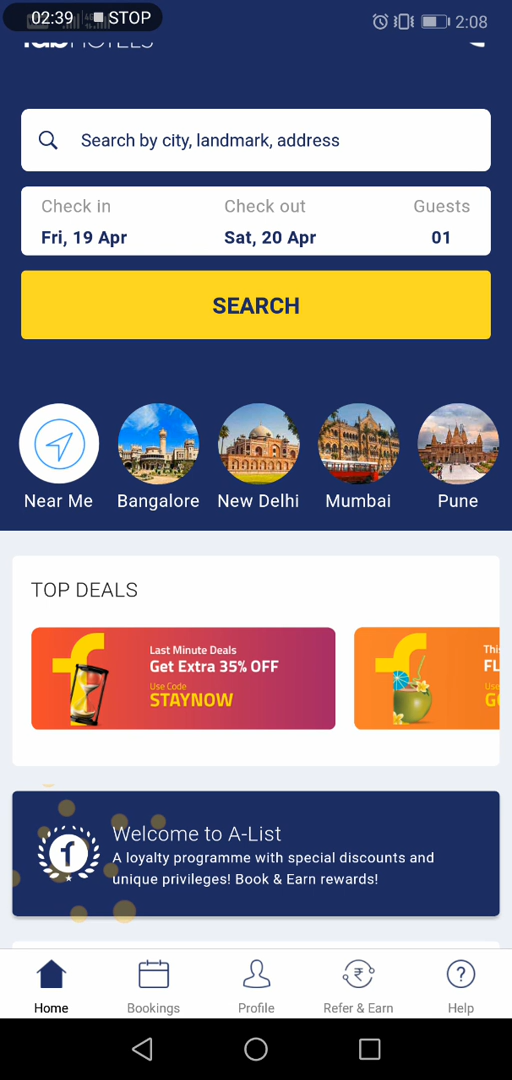 02:39 STOP
2:08
fabHOTELS
Search by city, landmark, address
Check in Check out Guests
Fri, 19 Apr Sat, 20 Apr 01
SEARCH
Near Me Bangalore New Delhi Mumbai Pune
TOP DEALS
Last Minute Deals
Get Extra 35% OFF
Use Code
STAYNOW
Welcome to A-List
A loyalty programme with special discounts and
unique privileges! Book & Earn rewards!
Home Bookings Profile Refer & Earn Help